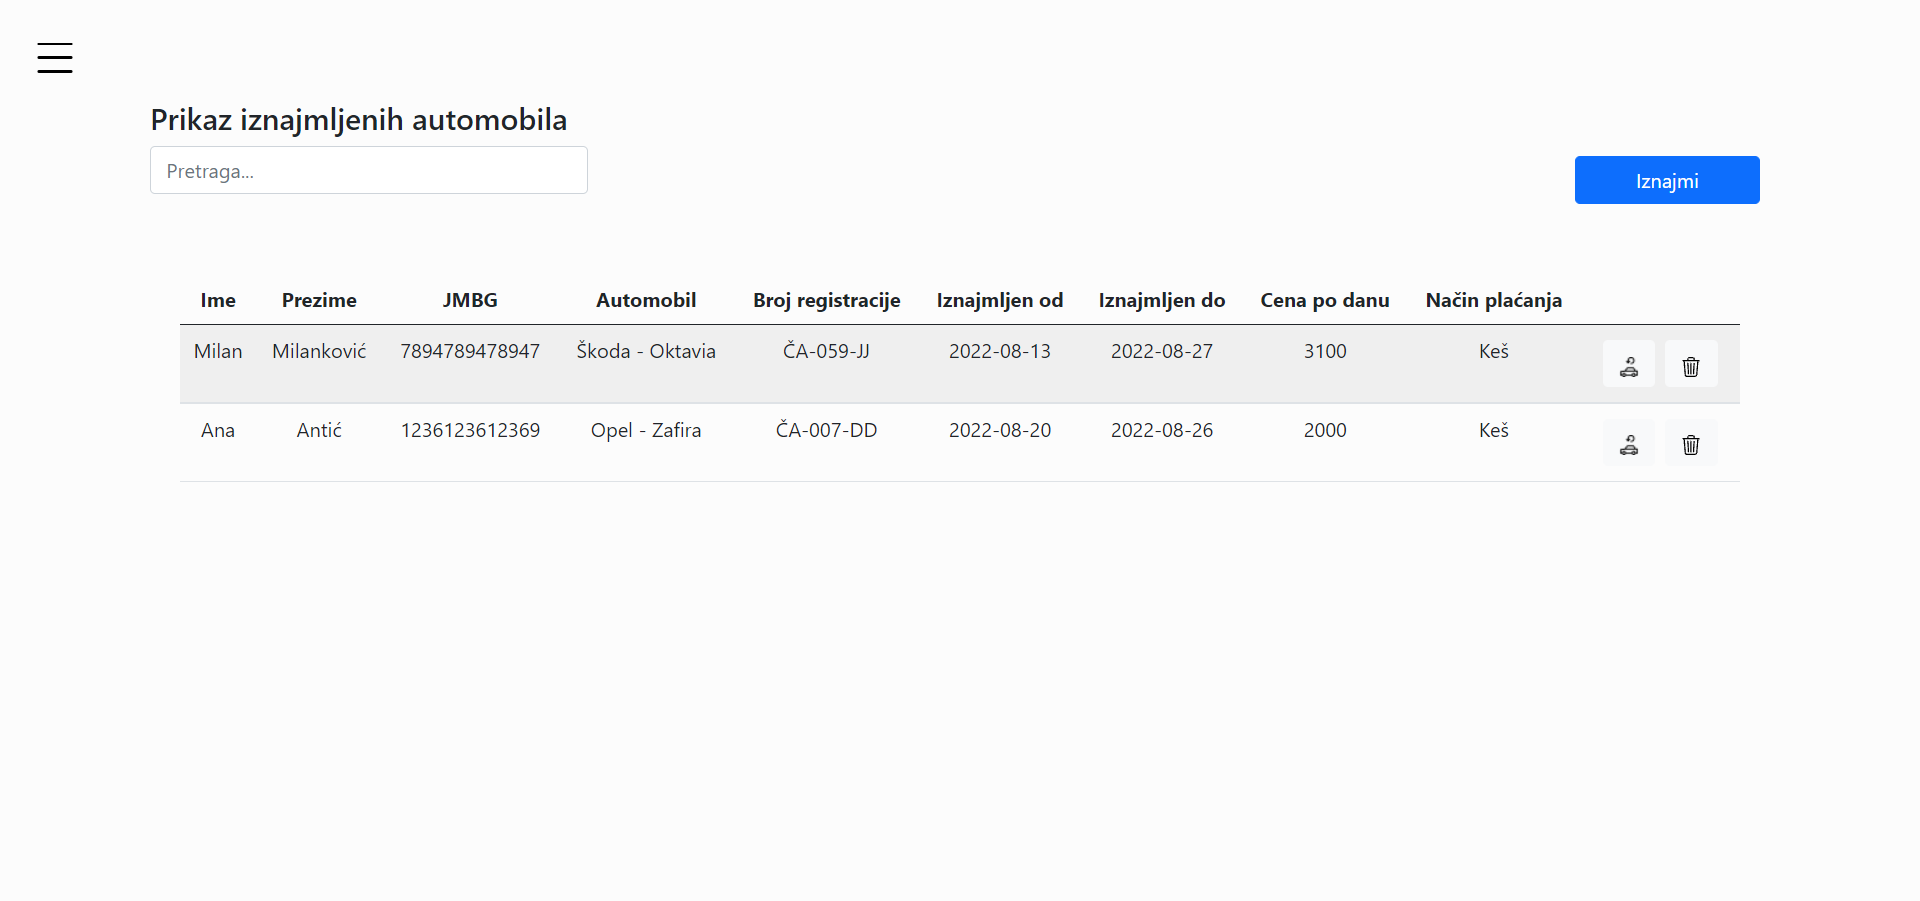 Prikaz iznajmljenih automobila
Pretraga...
Iznajmi
Ime Prezime JMBG Automobil Broj registracije Iznajmljen od Iznajmljen do Cena po danu Način plaćanja
Milan Milanković 7894789478947 Škoda - Oktavia ČA-059-JJ 2022-08-13 2022-08-27 3100 Keš
Ana Antić 1236123612369 Opel - Zafira ČA-007-DD 2022-08-20 2022-08-26 2000 Keš